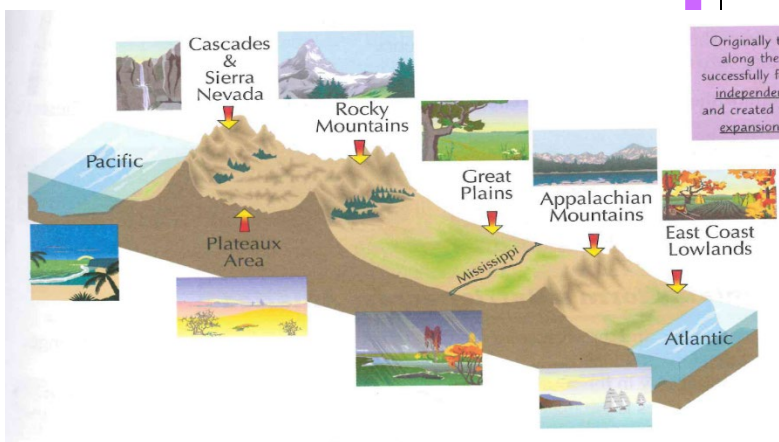 Cascades
&
Sierra
Nevada
Rocky
Mountains
Pacific
Plateaux
Area
Great
Plains
Mississippi
Appalachian
Mountains
East Coast
Lowlands
Atlantic
Originally
along the
successfully
independen
and created
expansion